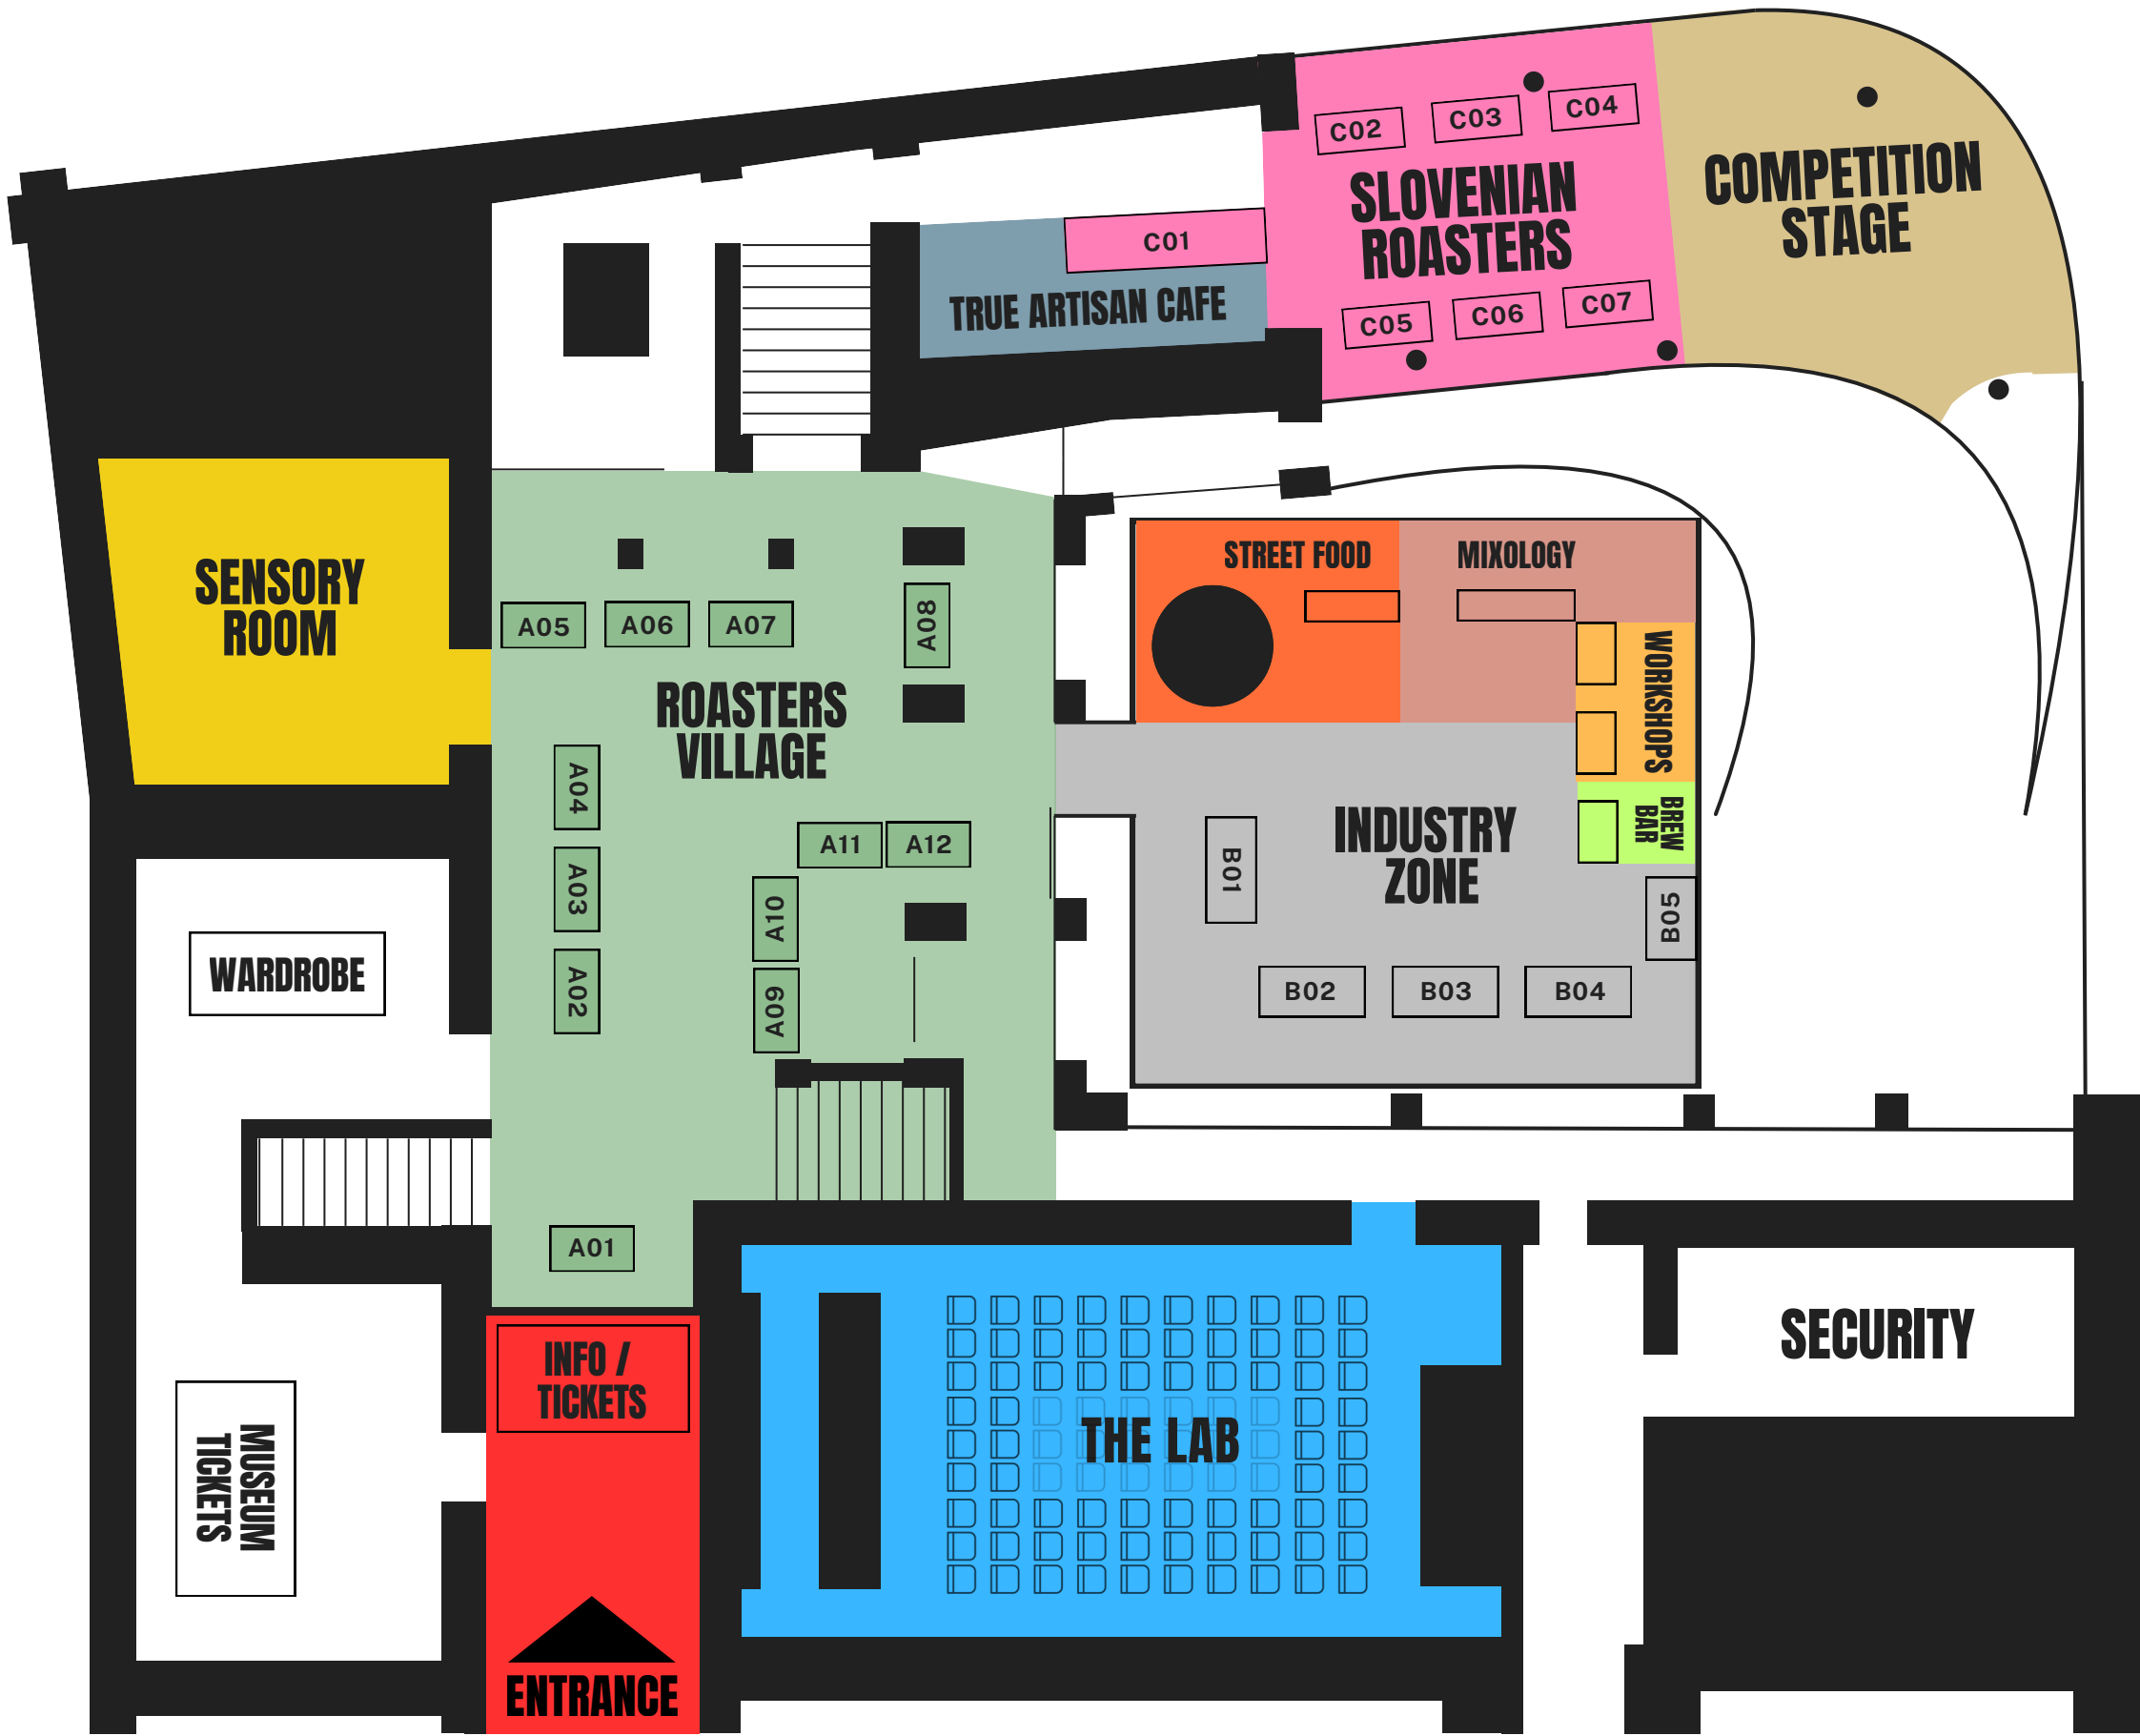 C02
C03
C04
SLOVENIAN
ROASTERS
COMPETITION
STAGE
C01
TRUE ARTISAN CAFE
C05
C06
C07
SENSORY
ROOM
A05
A06
A07
A08
ROASTERS
VILLAGE
STREET FOOD
MIXOLOGY
WORKSHOPS
BREW
BAR
A04
A03
A02
A11
A12
A10
A09
INDUSTRY
ZONE
B01
B05
B02
B03
B04
WARDROBE
A01
INFO /
TICKETS
THE LAB
SECURITY
MUSEUM
TICKETS
ENTRANCE